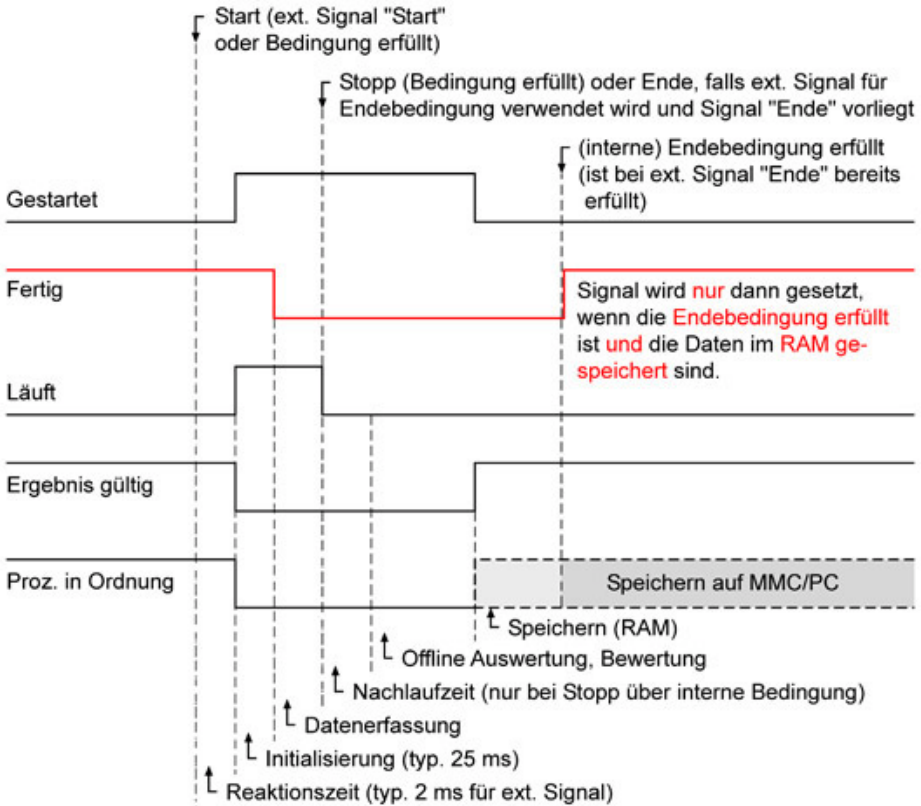 Start (ext. Signal "Start"
oder Bedingung erfüllt)
Stopp (Bedingung erfüllt) oder Ende, falls ext. Signal für
Endebedingung verwendet wird und Signal "Ende" vorliegt
(interne) Endebedingung erfüllt
(ist bei ext. Signal "Ende" bereits
erfüllt)
Gestartet
Fertig
Signal wird nur dann gesetzt,
wenn die Endebedingung erfüllt
ist und die Daten im RAM ge-
speichert sind.
Läuft
Ergebnis gültig
Proz. in Ordnung
Speichern auf MMC/PC
Speichern (RAM)
Offline Auswertung, Bewertung
Nachlaufzeit (nur bei Stopp über interne Bedingung)
Datenerfassung
Initialisierung (typ. 25 ms)
Reaktionszeit (typ. 2 ms für ext. Signal)